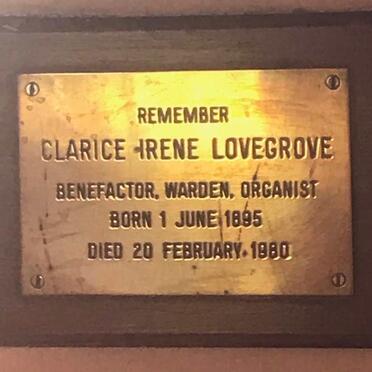 REMEMBER
CLARICE IRENE LOVEGROVE
BENEFACTOR, WARDEN, ORGANIST
BORN 1 JUNE 1895
DIED 20 FEBRUARY 1980